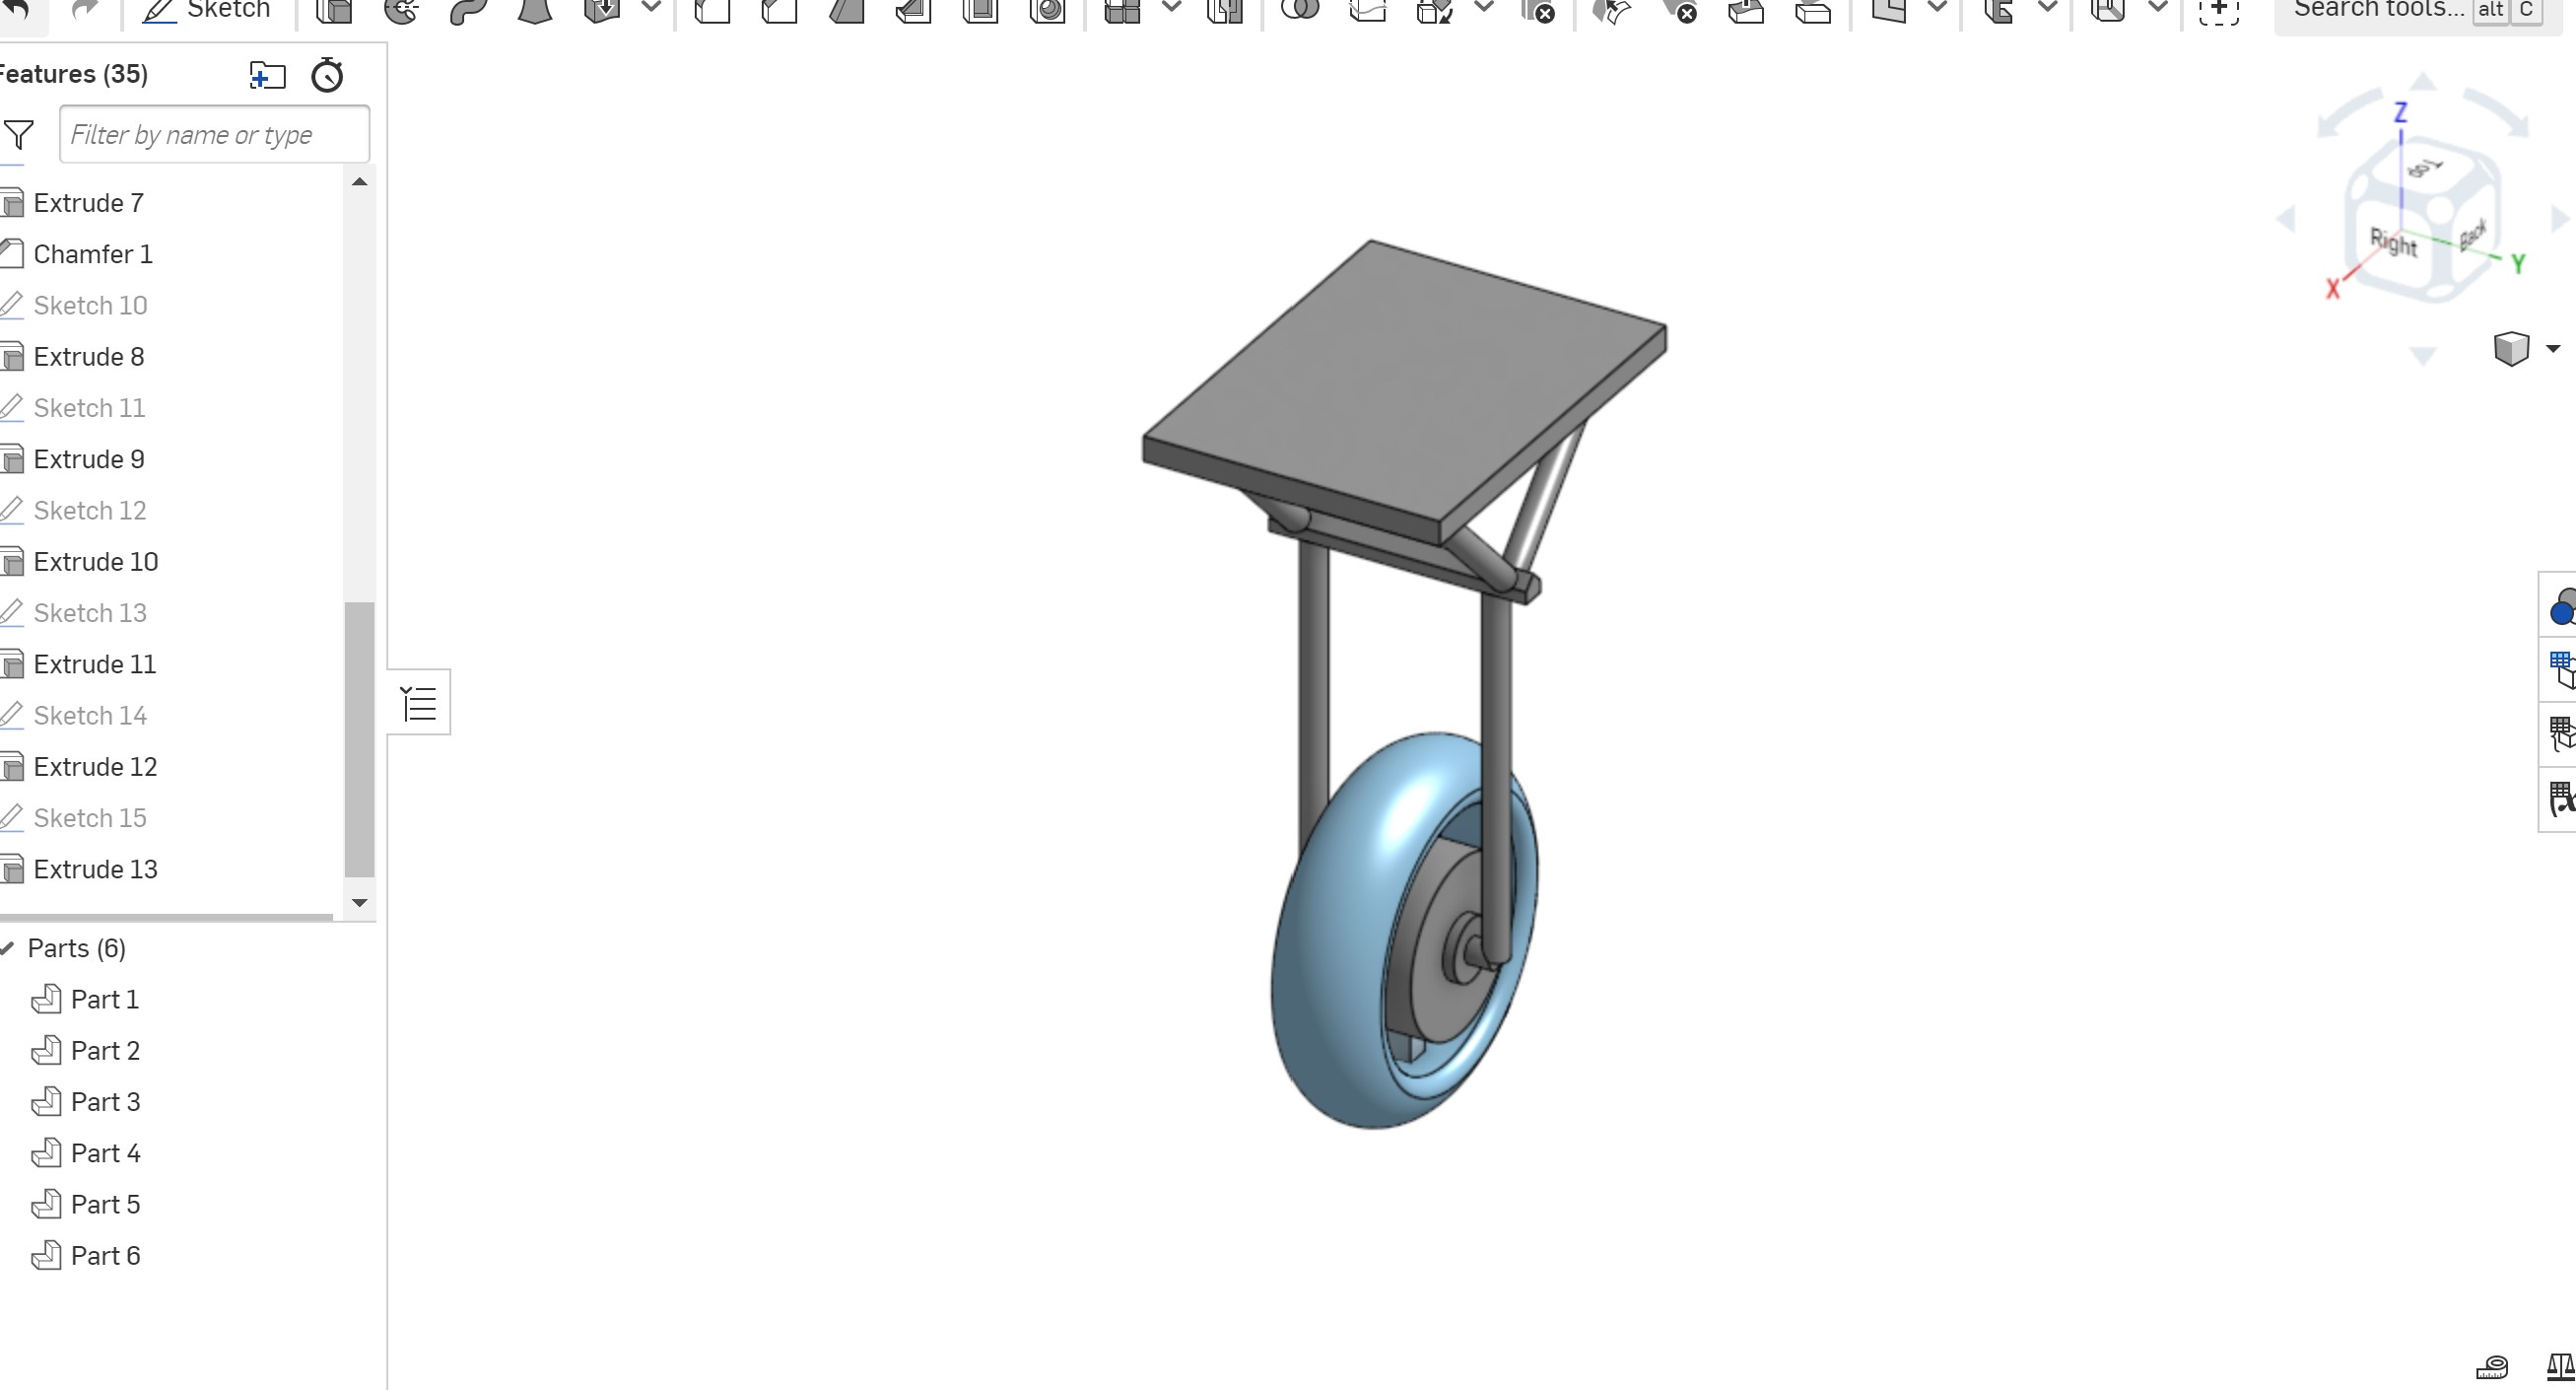 Sketch
Search tools... alt C
Features (35)
Filter by name or type
Extrude 7
Chamfer 1
Sketch 10
Extrude 8
Sketch 11
Extrude 9
Sketch 12
Extrude 10
Sketch 13
Extrude 11
Sketch 14
Extrude 12
Sketch 15
Extrude 13
Parts (6)
Part 1
Part 2
Part 3
Part 4
Part 5
Part 6
Z
Top
Right
Back
Y
X